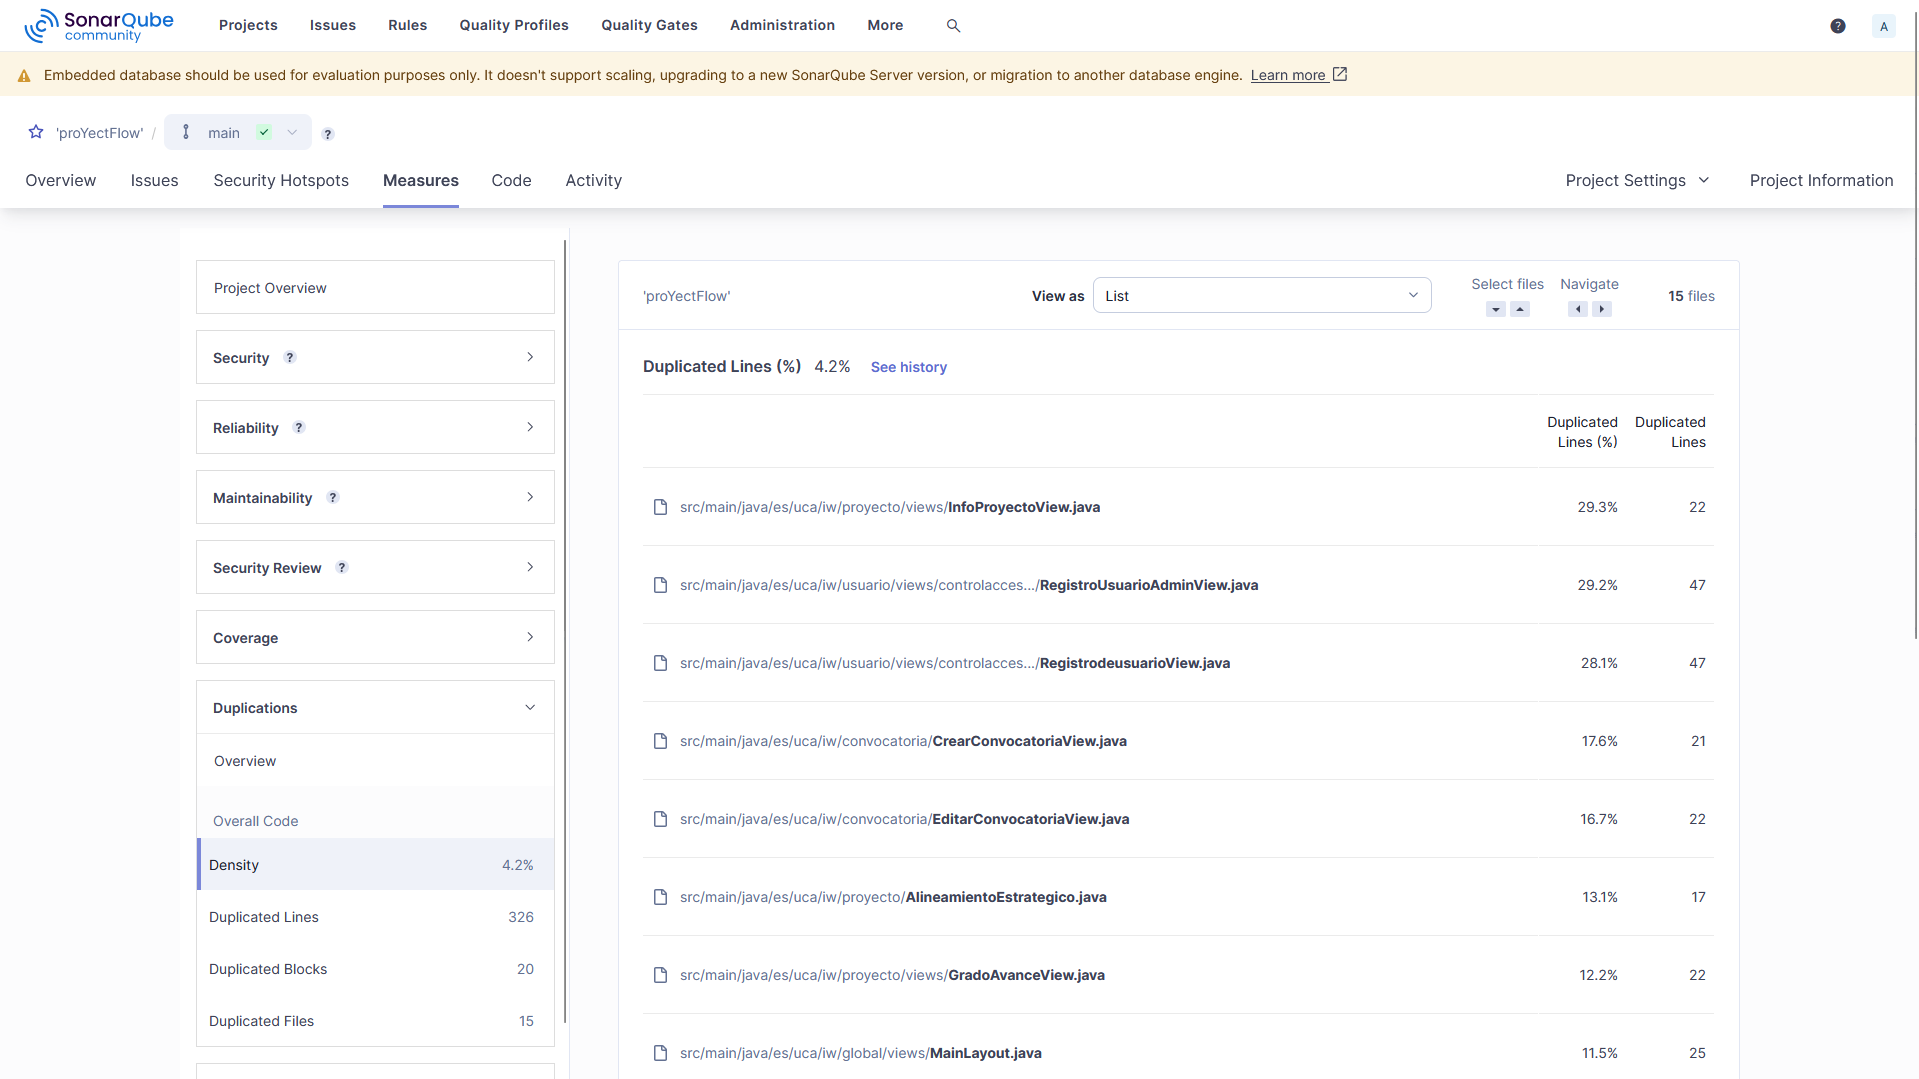 SonarQube
community
Projects
Issues
Rules
Quality Profiles
Quality Gates
Administration
More
?
A
Embedded database should be used for evaluation purposes only. It doesn't support scaling, upgrading to a new SonarQube Server version, or migration to another database engine. Learn more
'proYectFlow' / main ?
Overview
Issues
Security Hotspots
Measures
Code
Activity
Project Settings
Project Information
Project Overview
Security ?
Reliability ?
Maintainability ?
Security Review ?
Coverage
Duplications
Overview
Overall Code
Density 4.2%
Duplicated Lines 326
Duplicated Blocks 20
Duplicated Files 15
'proYectFlow'
View as List
Select files
Navigate
15 files
Duplicated Lines (%) 4.2% See history
Duplicated Lines (%)
Duplicated Lines
src/main/java/es/uca/iw/proyecto/views/InfoProyectoView.java 29.3% 22
src/main/java/es/uca/iw/usuario/views/controlacces.../RegistroUsuarioAdminView.java 29.2% 47
src/main/java/es/uca/iw/usuario/views/controlacces.../RegistrodeusuarioView.java 28.1% 47
src/main/java/es/uca/iw/convocatoria/CrearConvocatoriaView.java 17.6% 21
src/main/java/es/uca/iw/convocatoria/EditarConvocatoriaView.java 16.7% 22
src/main/java/es/uca/iw/proyecto/AlineamientoEstrategico.java 13.1% 17
src/main/java/es/uca/iw/proyecto/views/GradoAvanceView.java 12.2% 22
src/main/java/es/uca/iw/global/views/MainLayout.java 11.5% 25